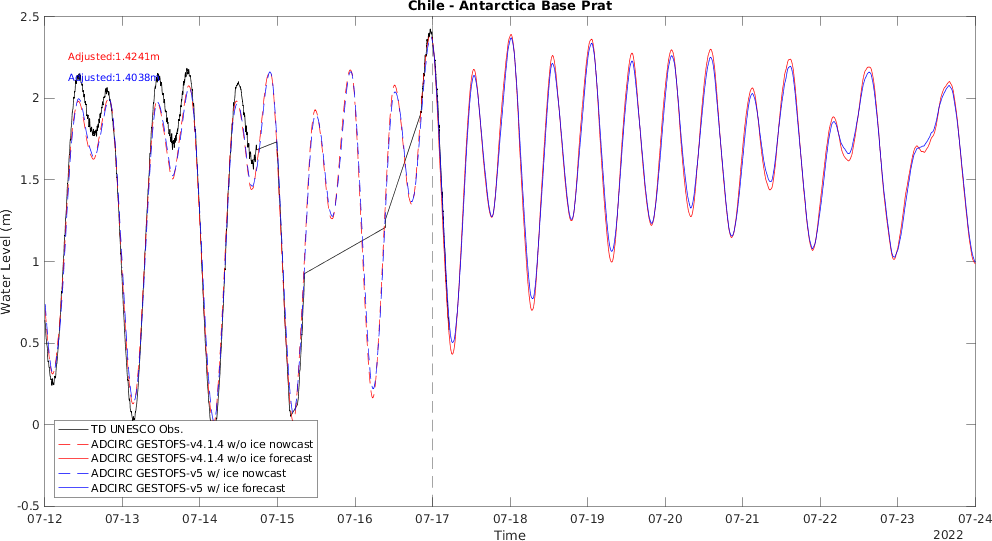 Chile - Antarctica Base Prat
2.5
Adjusted:1.4241m
Adjusted:1.4038m
2
1.5
Water Level (m)
1
0.5
0
-0.5
TD UNESCO Obs.
ADCIRC GESTOFS-v4.1.4 w/o ice nowcast
ADCIRC GESTOFS-v4.1.4 w/o ice forecast
ADCIRC GESTOFS-v5 w/ ice nowcast
ADCIRC GESTOFS-v5 w/ ice forecast
07-12 07-13 07-14 07-15 07-16 07-17 07-18 07-19 07-20 07-21 07-22 07-23 07-24
Time
2022